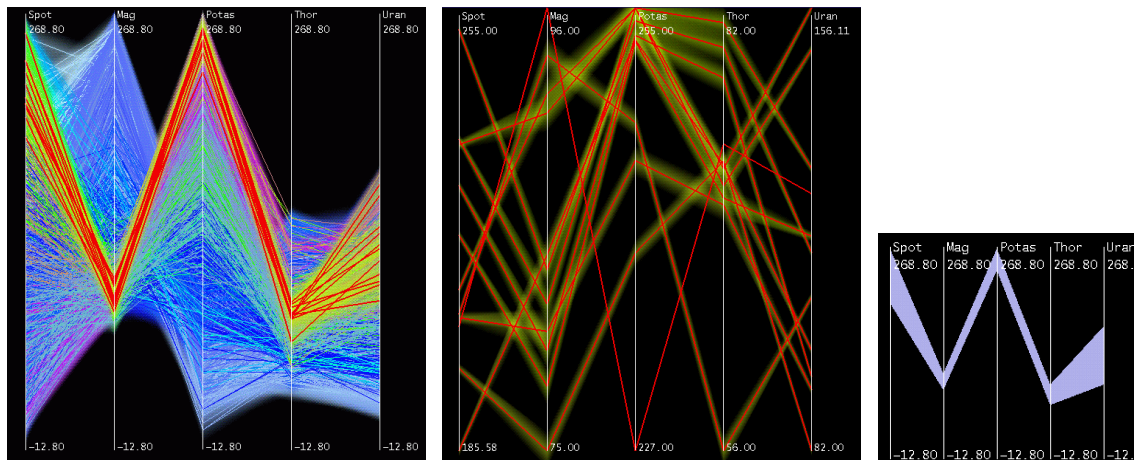 Spot Mag Potas Thor Uran
268.80 268.80 268.80 268.80 268.80
-12.80 -12.80 -12.80 -12.80 -12.80
Spot Mag Potas Thor Uran
255.00 96.00 255.00 82.00 156.11
185.58 75.00 227.00 56.00 82.00
Spot Mag Potas Thor Uran
268.80 268.80 268.80 268.80 268.
-12.80 -12.80 -12.80 -12.80 -12.